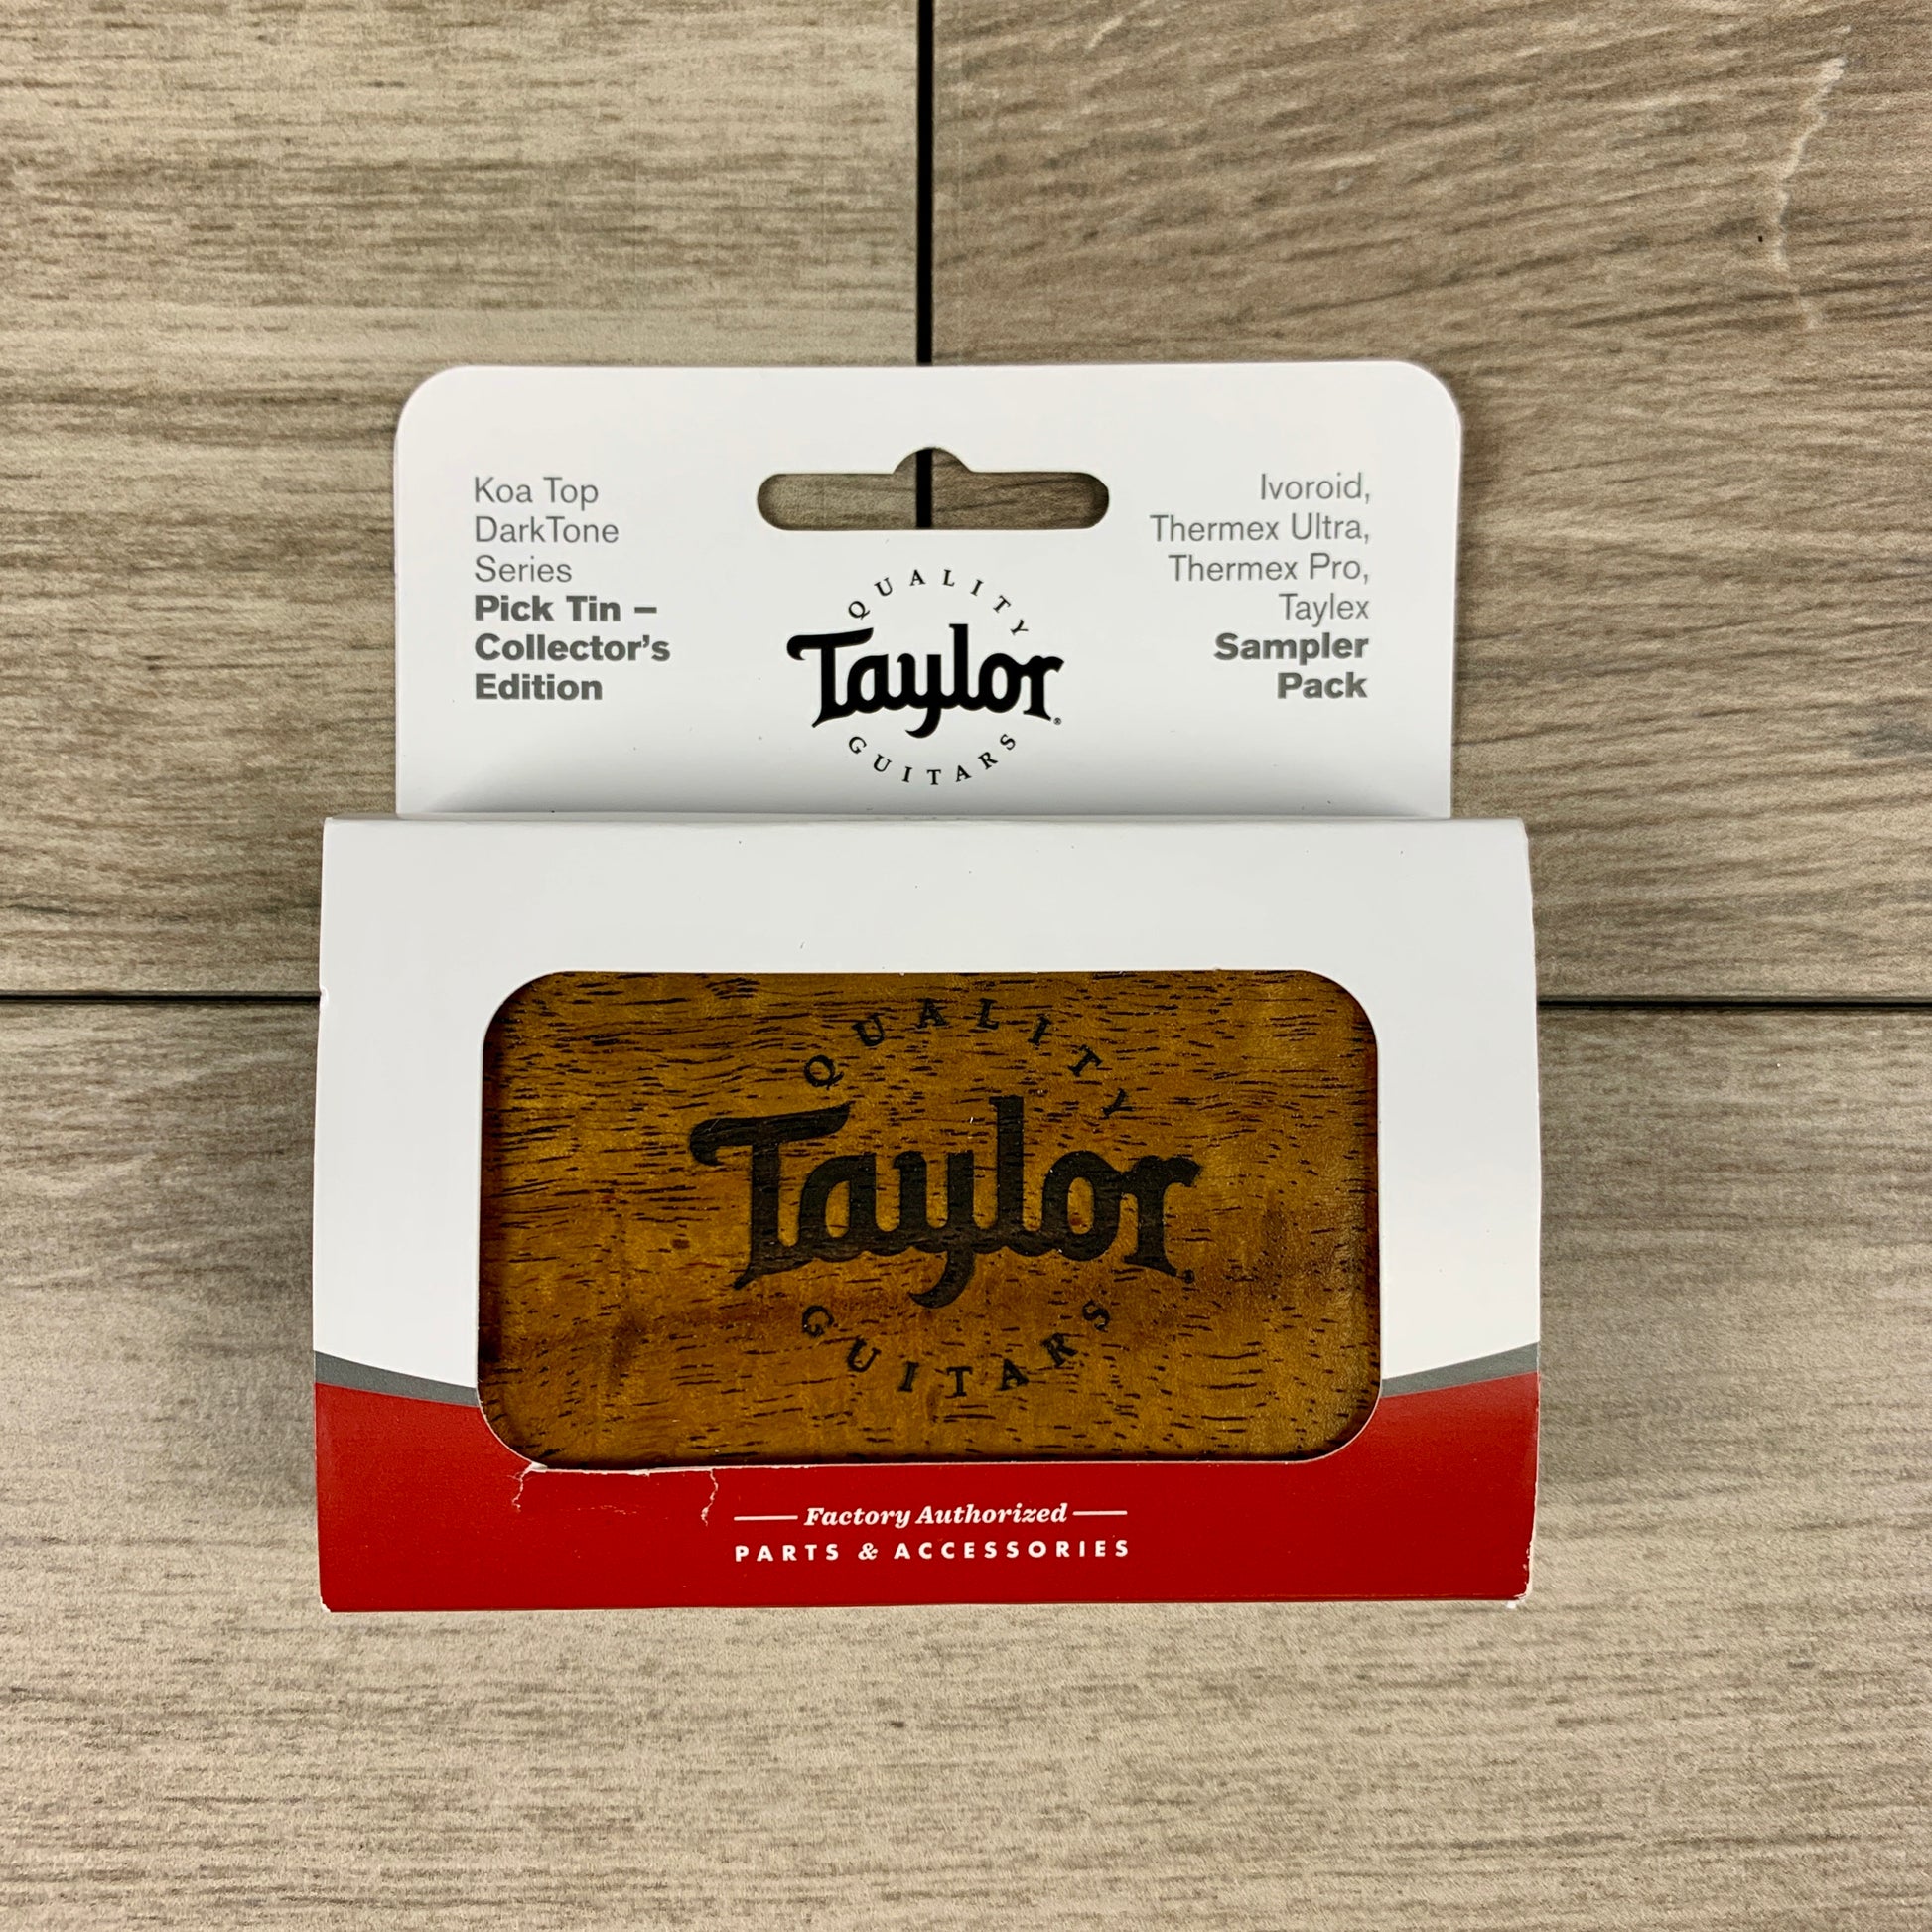 Koa Top
DarkTone
Series
Pick Tin –
Collector's
Edition
QUALITY
Taylor®
GUITARS
Ivoroid,
Thermex Ultra,
Thermex Pro,
Taylex
Sampler
Pack
QUALITY
Taylor
GUITARS
Factory Authorized
PARTS & ACCESSORIES